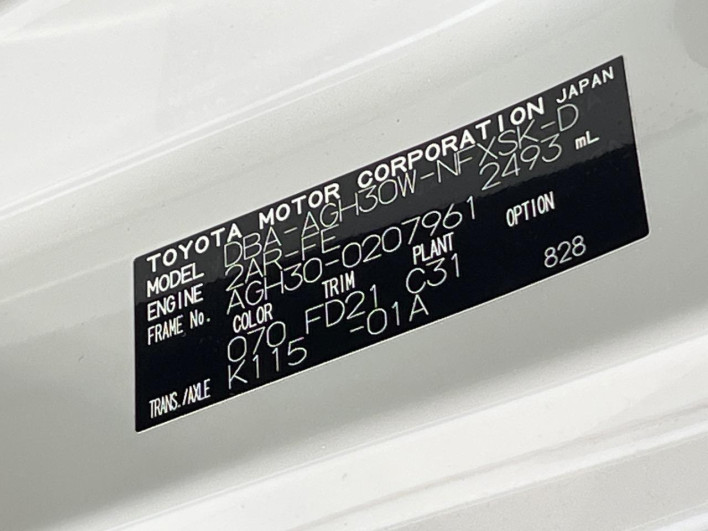 TOYOTA MOTOR CORPORATION JAPAN
MODEL DBA-AGH30W-NFXSK-D
ENGINE 2AR-FE 2493 mL
FRAME No. AGH30-0207961
COLOR TRIM PLANT OPTION
070 FD21 C31 828
TRANS./AXLE K115 -01A